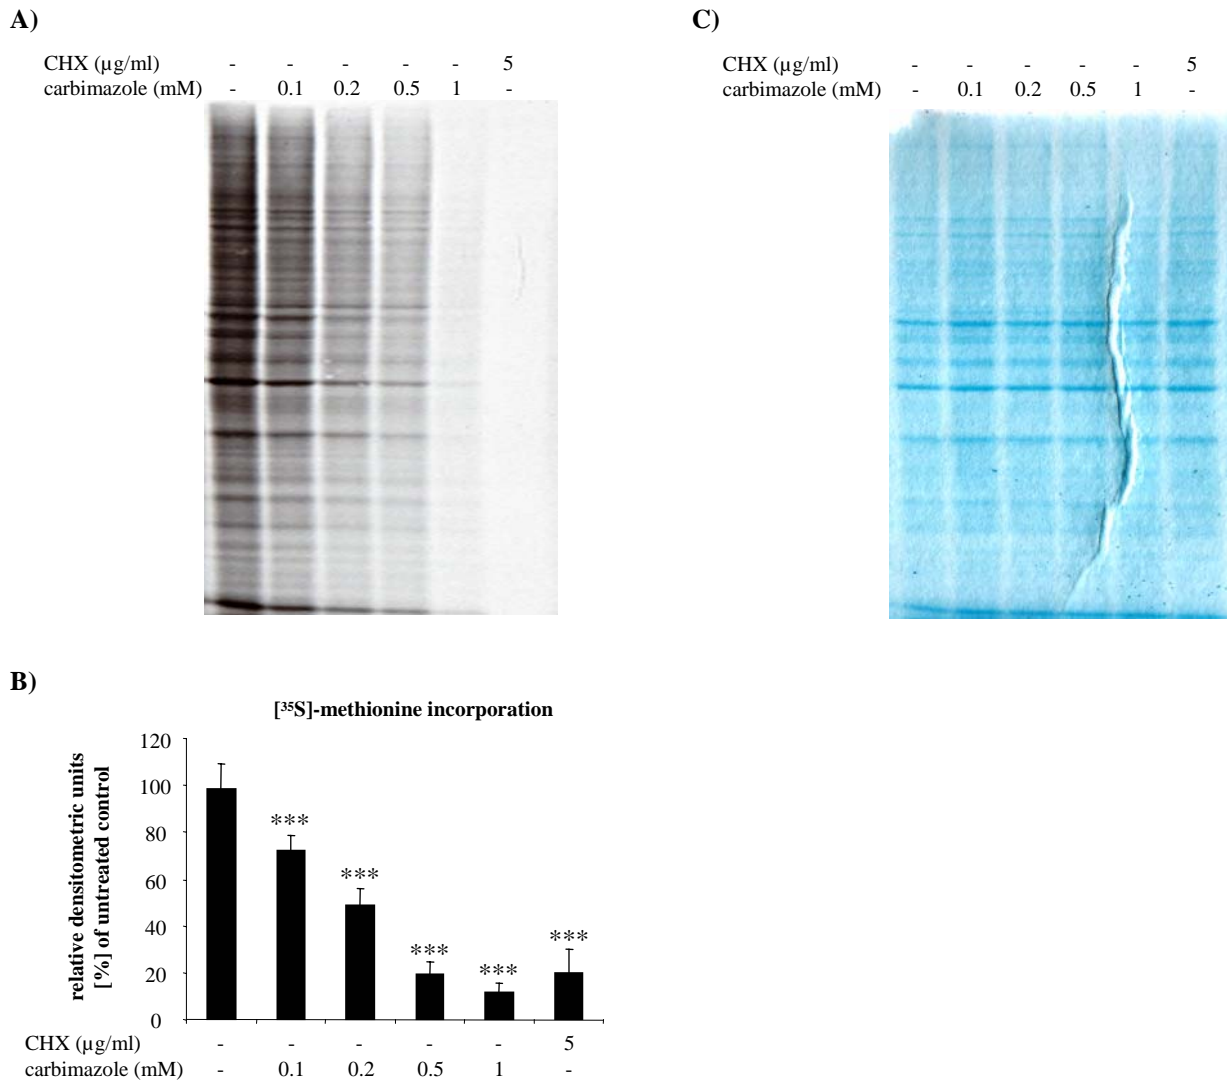 A)
CHX (µg/ml) - - - - - 5
carbimazole (mM) - 0.1 0.2 0.5 1 -
C)
CHX (µg/ml) - - - - - 5
carbimazole (mM) - 0.1 0.2 0.5 1 -
B)
[³⁵S]-methionine incorporation
relative densitometric units
[%] of untreated control
120
100
80
60
40
20
0
***
***
***
***
***
CHX (µg/ml) - - - - - 5
carbimazole (mM) - 0.1 0.2 0.5 1 -